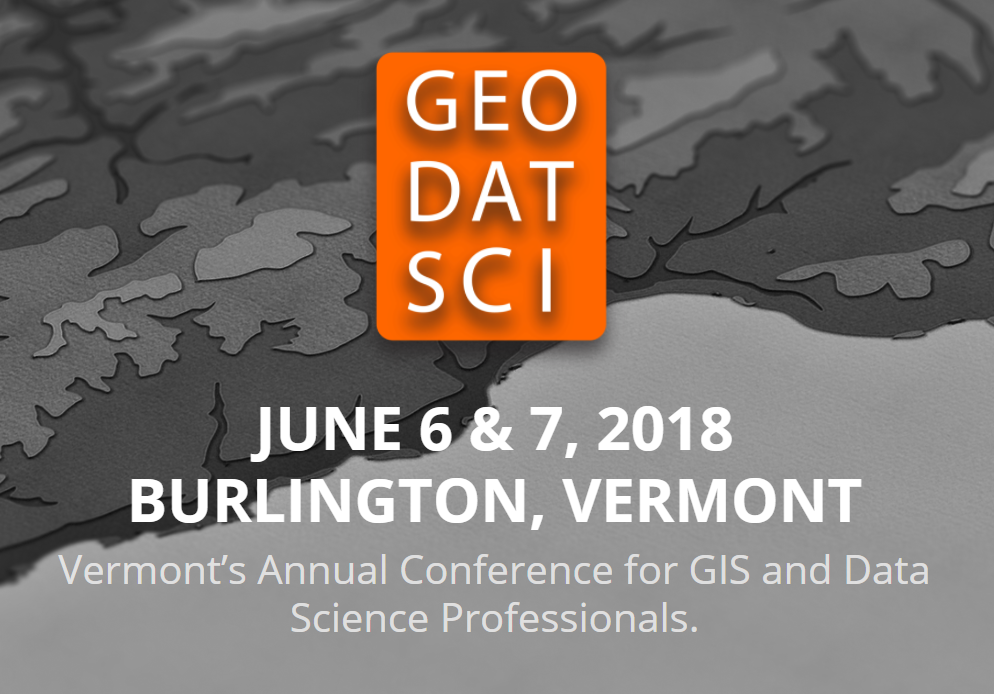 GEO
DAT
SCI
JUNE 6 & 7, 2018
BURLINGTON, VERMONT
Vermont’s Annual Conference for GIS and Data
Science Professionals.